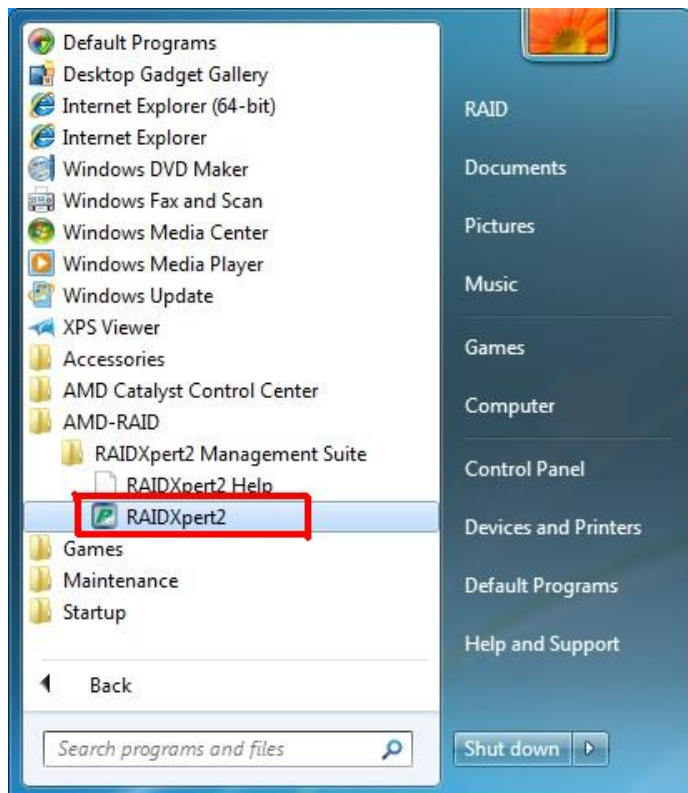 Default Programs
Desktop Gadget Gallery
Internet Explorer (64-bit)
Internet Explorer
Windows DVD Maker
Windows Fax and Scan
Windows Media Center
Windows Media Player
Windows Update
XPS Viewer
Accessories
AMD Catalyst Control Center
AMD-RAID
RAIDXpert2 Management Suite
RAIDXpert2 Help
RAIDXpert2
Games
Maintenance
Startup
Back
Search programs and files
RAID
Documents
Pictures
Music
Games
Computer
Control Panel
Devices and Printers
Default Programs
Help and Support
Shut down